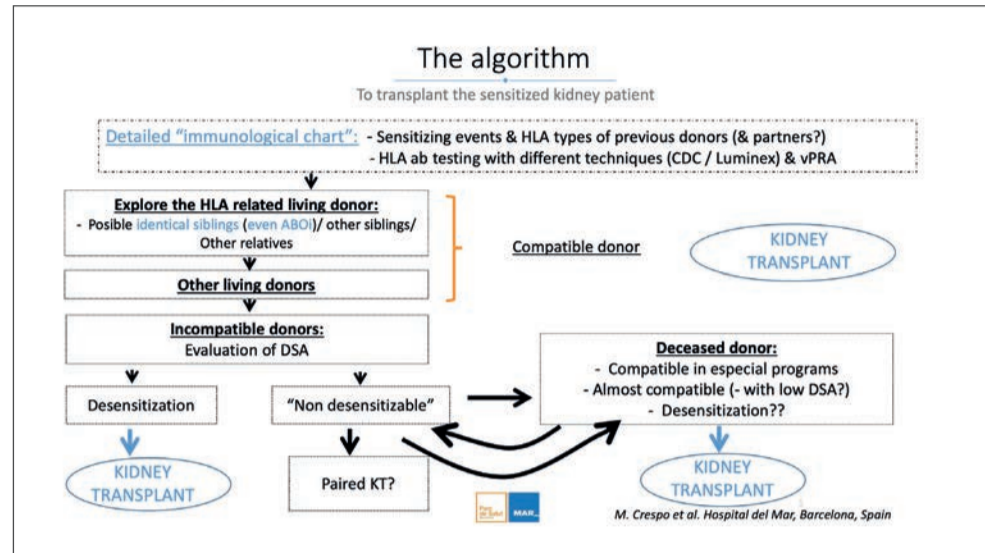 The algorithm
To transplant the sensitized kidney patient
Detailed “immunological chart”: - Sensitizing events & HLA types of previous donors (& partners?)
- HLA ab testing with different techniques (CDC / Luminex) & vPRA
Explore the HLA related living donor:
- Posible identical siblings (even ABOi)/ other siblings/
Other relatives
Other living donors
Compatible donor
KIDNEY
TRANSPLANT
Incompatible donors:
Evaluation of DSA
Desensitization
“Non desensitizable”
Deceased donor:
- Compatible in especial programs
- Almost compatible (- with low DSA?)
- Desensitization??
KIDNEY
TRANSPLANT
Paired KT?
KIDNEY
TRANSPLANT
MAR
M. Crespo et al. Hospital del Mar, Barcelona, Spain